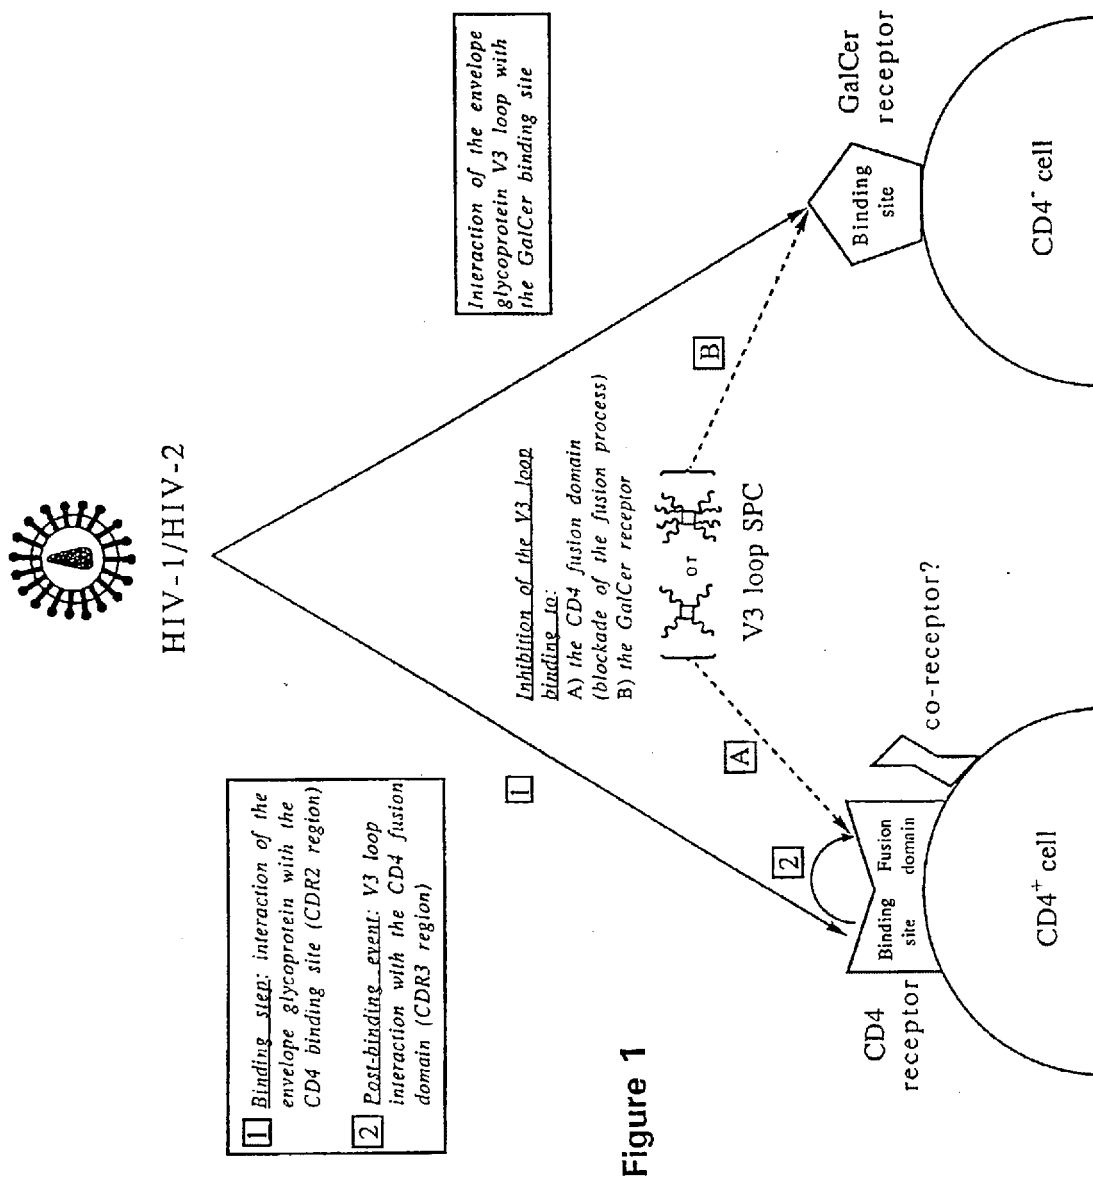 HIV-1/HIV-2
1 Binding step: interaction of the
envelope glycoprotein with the
CD4 binding site (CDR2 region)
2 Post-binding event: V3 loop
interaction with the CD4 fusion
domain (CDR3 region)
Interaction of the envelope
glycoprotein V3 loop with
the GalCer binding site
1
Inhibition of the V3 loop
binding to:
A) the CD4 fusion domain
(blockade of the fusion process)
B) the GalCer receptor
or
V3 loop SPC
A
B
2
CD4
receptor
Binding
site
Fusion
domain
co-receptor?
CD4+ cell
Binding
site
GalCer
receptor
CD4- cell
Figure 1